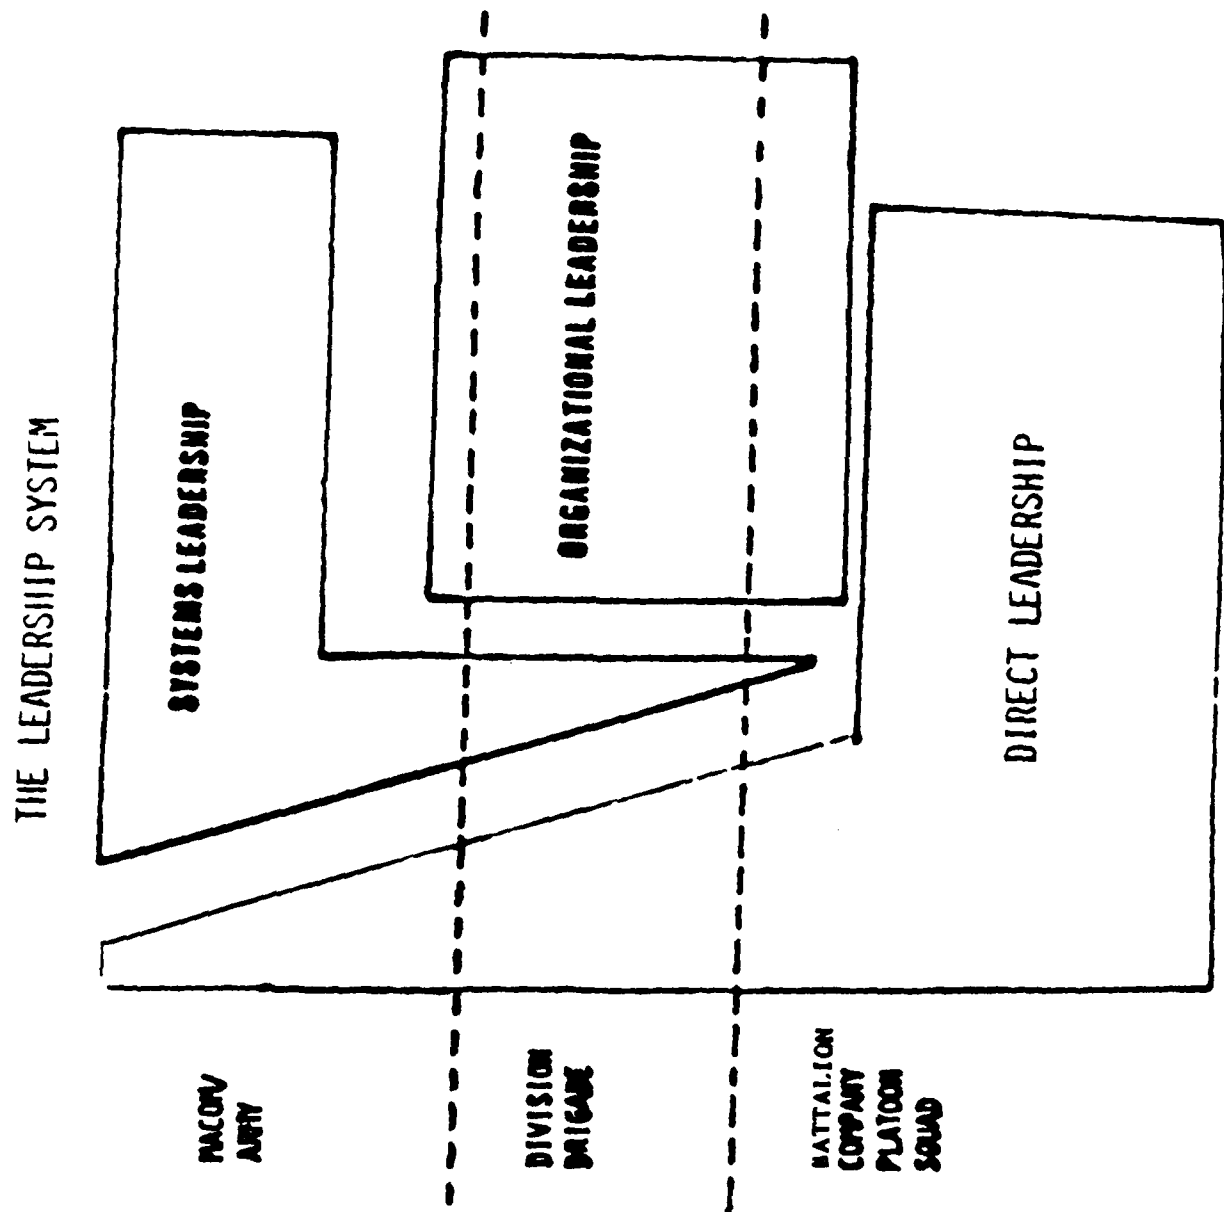 THE LEADERSHIP SYSTEM
SYSTEMS LEADERSHIP
ORGANIZATIONAL LEADERSHIP
DIRECT LEADERSHIP
MACOM/
ARMY
DIVISION
BRIGADE
BATTALION
COMPANY
PLATOON
SQUAD